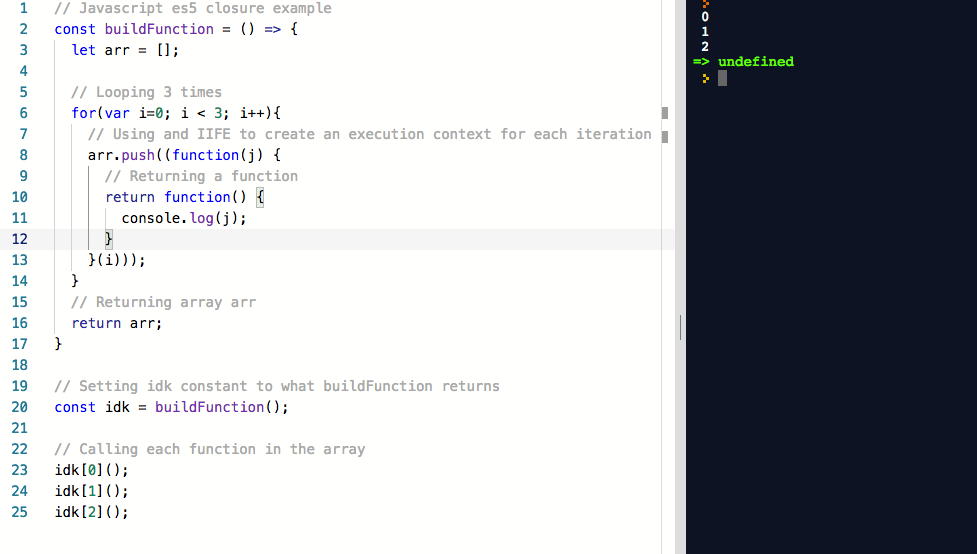 1 // Javascript es5 closure example
2 const buildFunction = () => {
3 let arr = [];
4
5 // Looping 3 times
6 for(var i=0; i < 3; i++){
7 // Using and IIFE to create an execution context for each iteration
8 arr.push((function(j) {
9 // Returning a function
10 return function() {
11 console.log(j);
12 }
13 }(i)));
14 }
15 // Returning array arr
16 return arr;
17 }
18
19 // Setting idk constant to what buildFunction returns
20 const idk = buildFunction();
21
22 // Calling each function in the array
23 idk[0]();
24 idk[1]();
25 idk[2]();
0
1
2
=> undefined